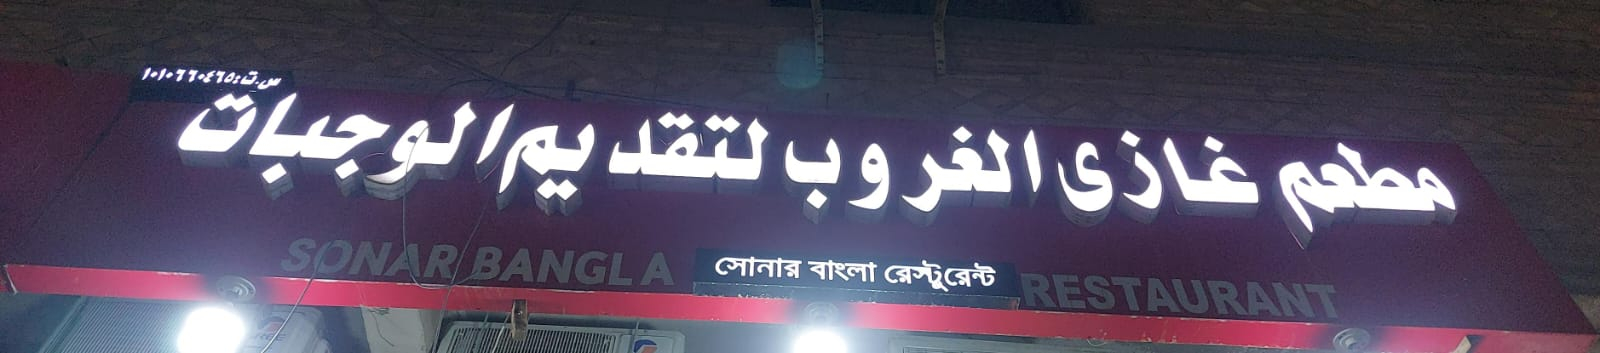 س.ت:١٠١٠٦٦٠٤٦٥
مطعم غازى الغروب لتقديم الوجبات
SONAR BANGLA RESTAURANT
সোনার বাংলা রেস্টুরেন্ট